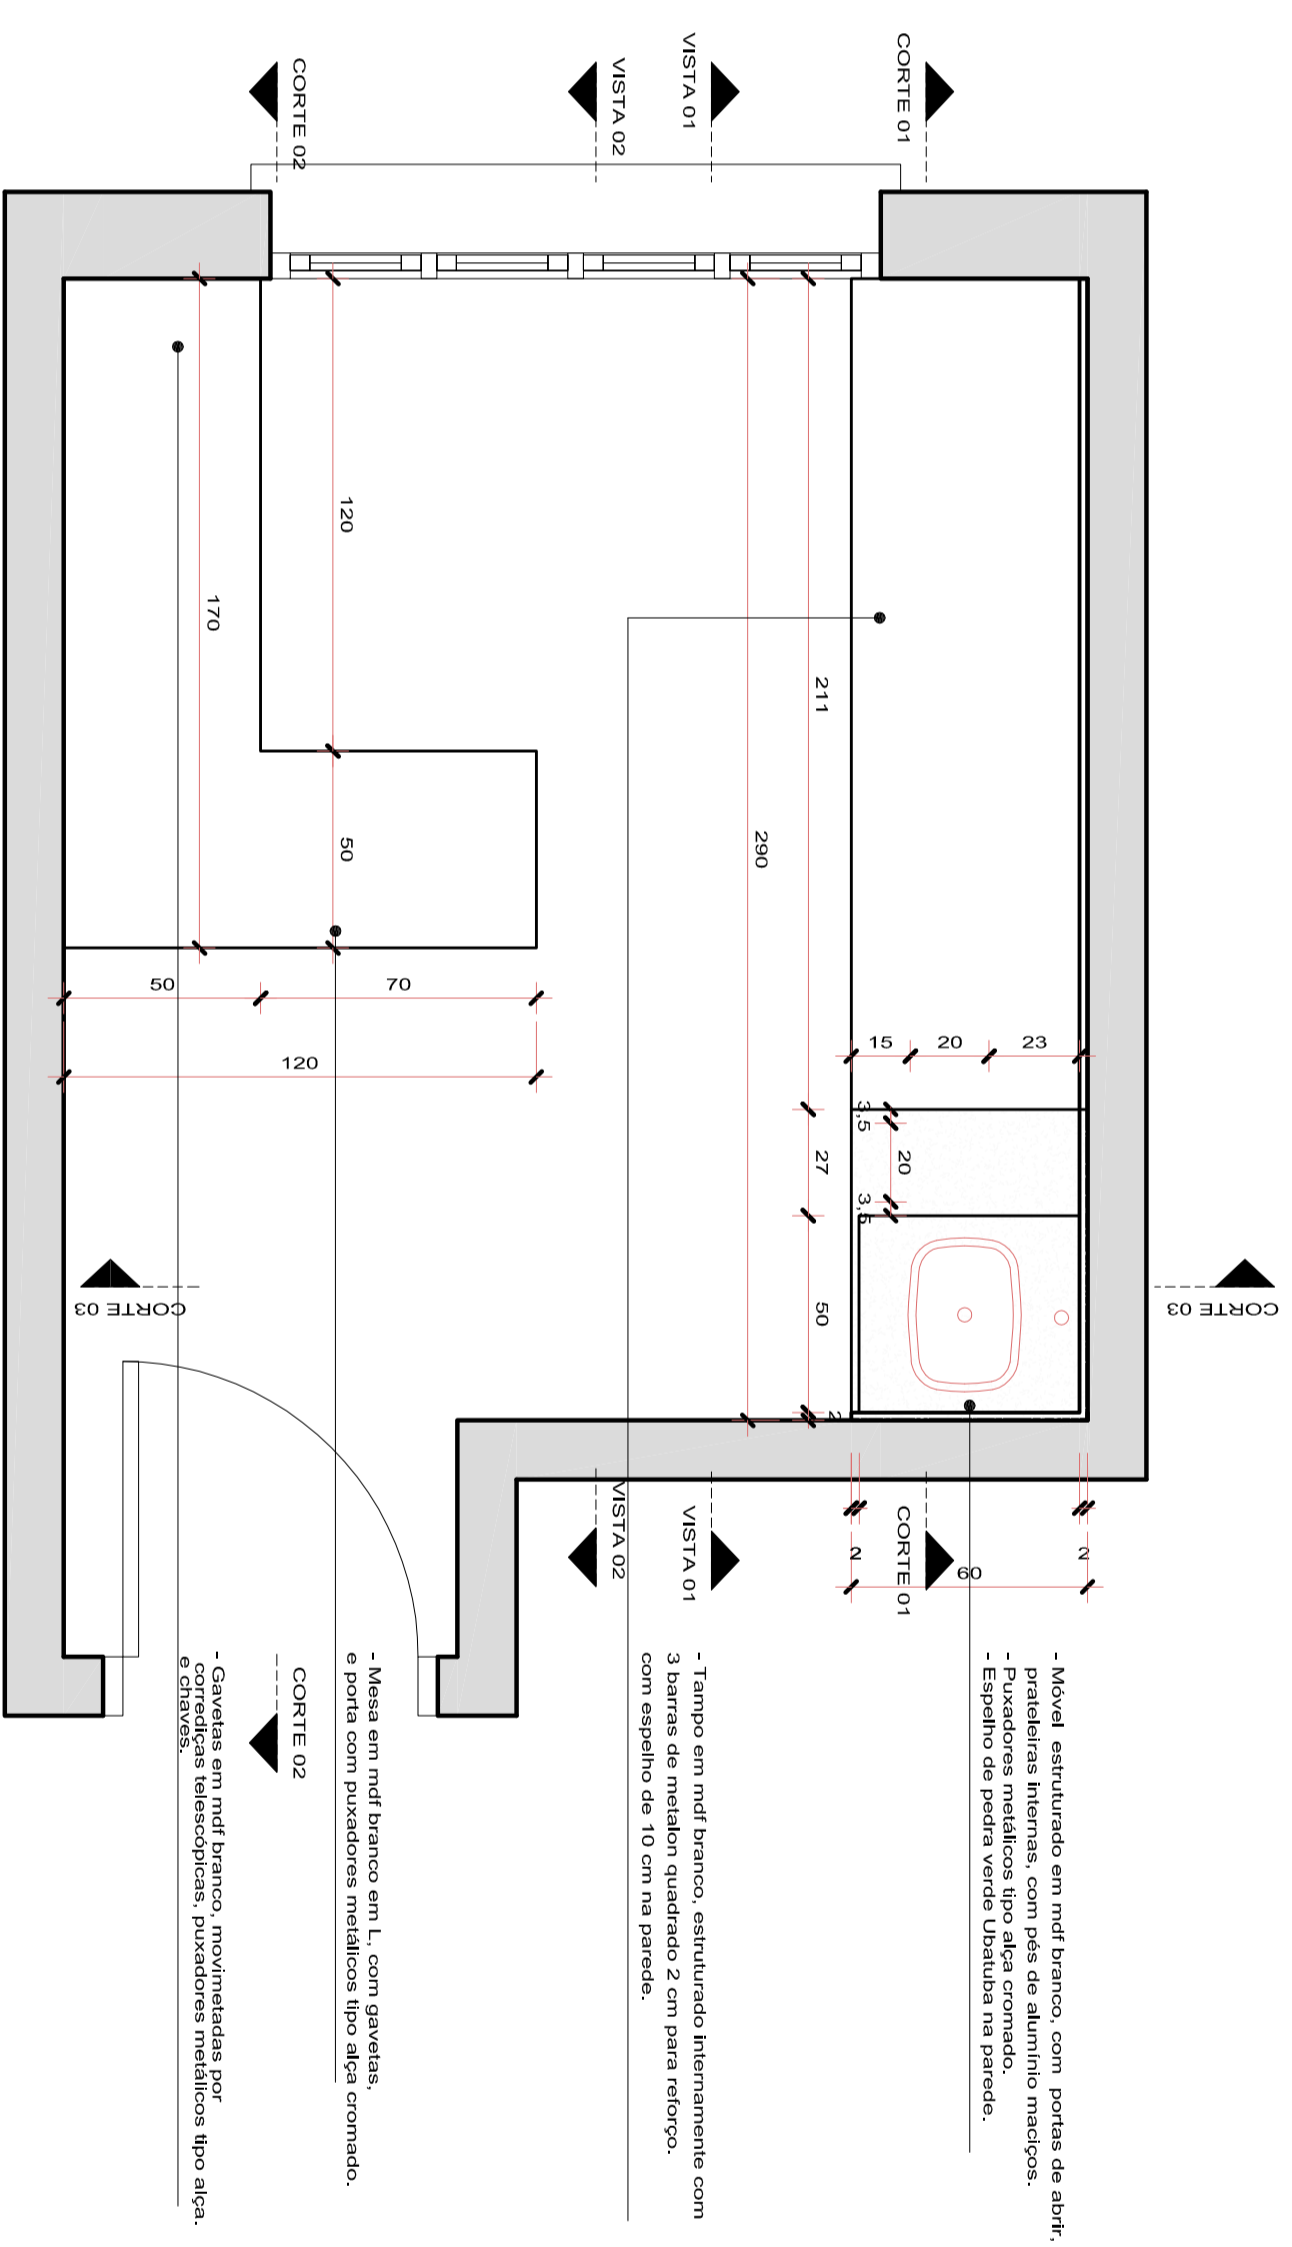 CORTE 01
VISTA 01
VISTA 02
CORTE 02
120
170
211
290
50
50
70
120
15
20
23
3,5
20
3,5
27
50
2
CORTE 03
CORTE 03
VISTA 02
VISTA 01
CORTE 01
2
2
60
CORTE 02
- Móvel estruturado em mdf branco, com portas de abrir,
prateleiras internas, com pés de alumínio maciços.
- Puxadores metálicos tipo alça cromado.
- Espelho de pedra verde Ubatuba na parede.
- Tampo em mdf branco, estruturado internamente com
3 barras de metalon quadrado 2 cm para reforço.
com espelho de 10 cm na parede.
- Mesa em mdf branco em L, com gavetas,
e porta com puxadores metálicos tipo alça cromado.
- Gavetas em mdf branco, movimetadas por
corrediças telescópicas, puxadores metálicos tipo alça.
e chaves.